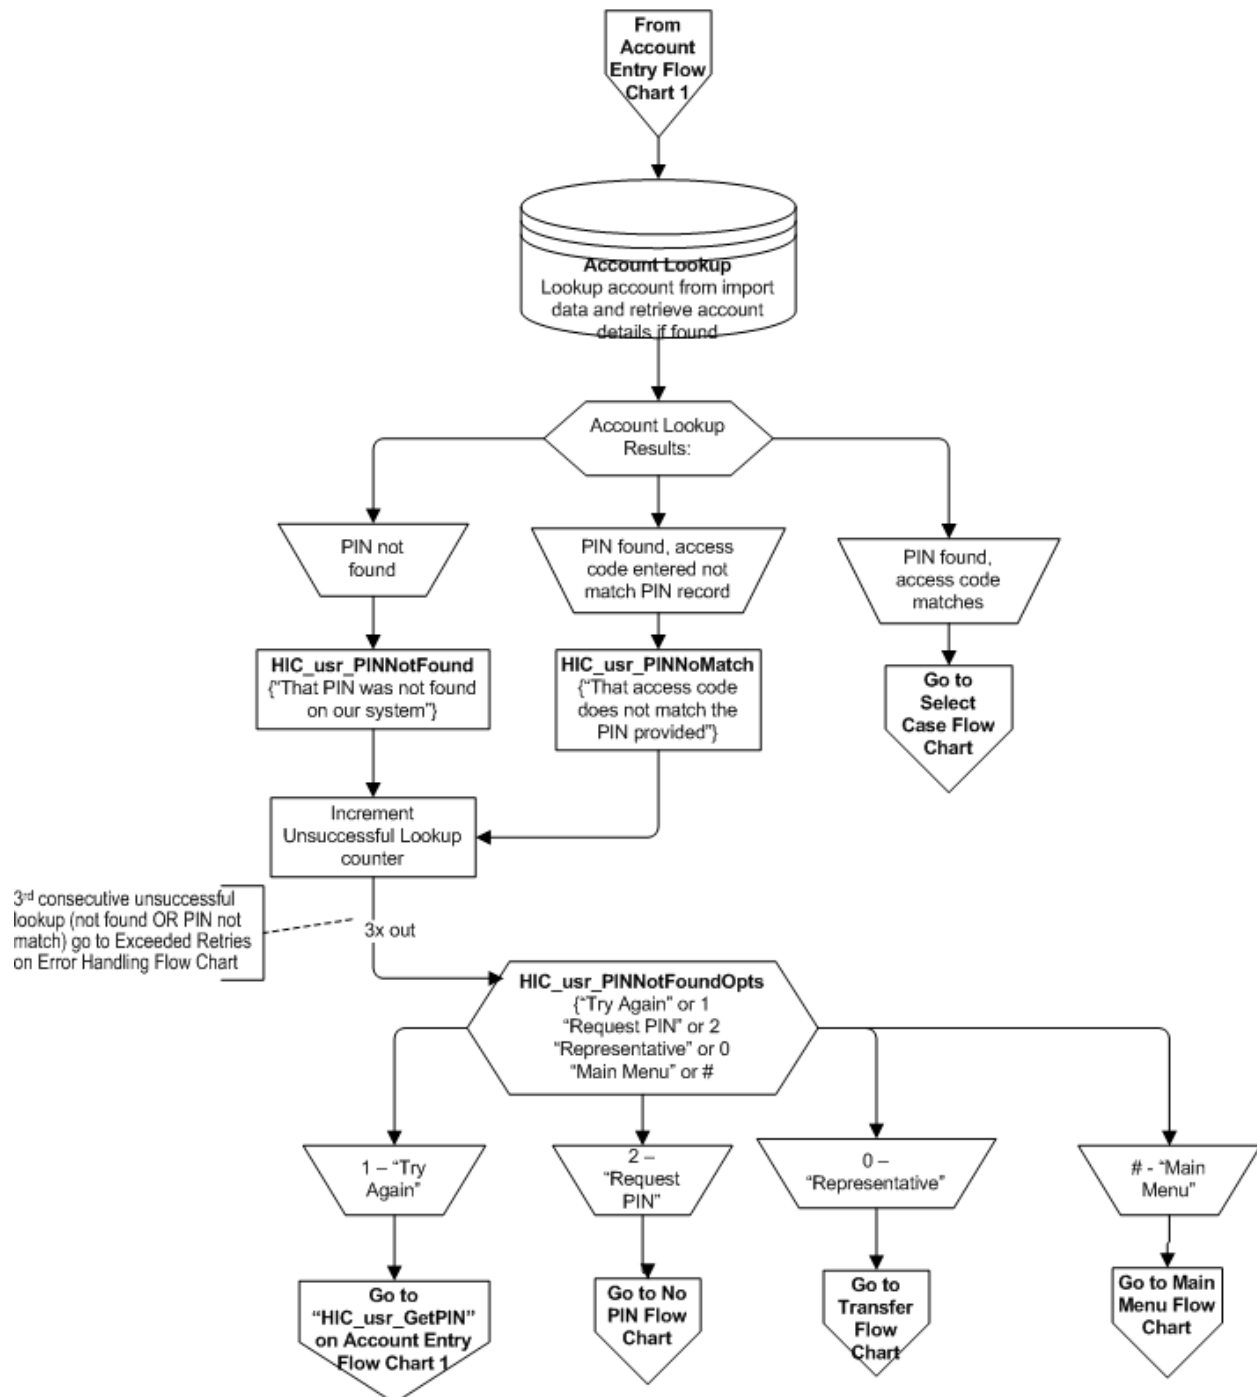 From
Account
Entry Flow
Chart 1
Account Lookup
Lookup account from import
data and retrieve account
details if found
Account Lookup
Results:
PIN not
found
PIN found, access
code entered not
match PIN record
PIN found,
access code
matches
HIC_usr_PINNotFound
{“That PIN was not found
on our system”}
HIC_usr_PINNoMatch
{“That access code
does not match the
PIN provided”}
Go to
Select
Case Flow
Chart
Increment
Unsuccessful Lookup
counter
3rd consecutive unsuccessful
lookup (not found OR PIN not
match) go to Exceeded Retries
on Error Handling Flow Chart
3x out
HIC_usr_PINNotFoundOpts
{“Try Again” or 1
“Request PIN” or 2
“Representative” or 0
“Main Menu” or #
1 – “Try
Again”
2 –
“Request
PIN”
0 –
“Representative”
# - “Main
Menu”
Go to
“HIC_usr_GetPIN”
on Account Entry
Flow Chart 1
Go to No
PIN Flow
Chart
Go to
Transfer
Flow
Chart
Go to Main
Menu Flow
Chart